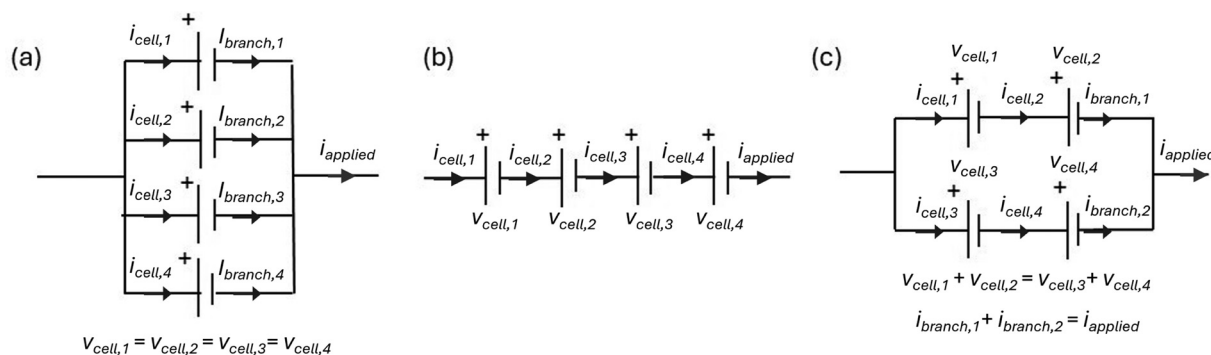 (a)
i_cell,1 + I_branch,1
i_cell,2 + I_branch,2
i_cell,3 + I_branch,3
i_cell,4 + I_branch,4
i_applied
v_cell,1 = v_cell,2 = v_cell,3 = v_cell,4
(b)
+ + + +
i_cell,1 i_cell,2 i_cell,3 i_cell,4 i_applied
v_cell,1 v_cell,2 v_cell,3 v_cell,4
(c)
v_cell,1 v_cell,2
+ +
i_cell,1 i_cell,2 i_branch,1
i_applied
v_cell,3 v_cell,4
+ +
i_cell,3 i_cell,4 i_branch,2
v_cell,1 + v_cell,2 = v_cell,3 + v_cell,4
i_branch,1 + i_branch,2 = i_applied